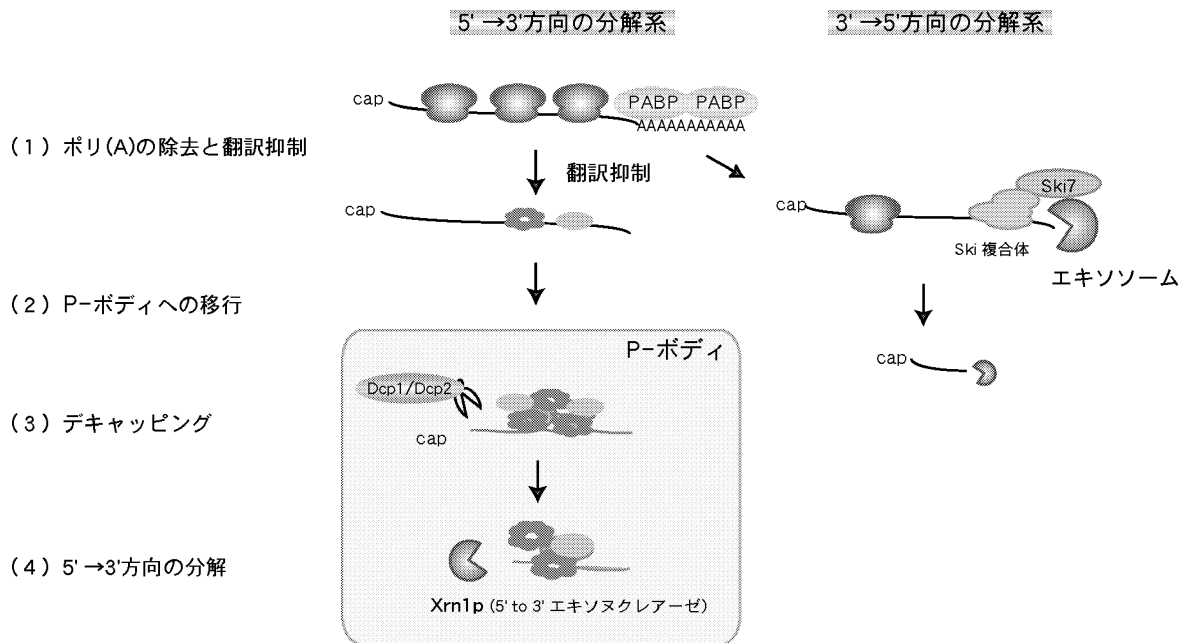 5' →3'方向の分解系
3' →5'方向の分解系
cap
PABP PABP
AAAAAAAAAAA
(1) ポリ(A)の除去と翻訳抑制
翻訳抑制
cap
cap
Ski7
Ski 複合体
エキソソーム
(2) P-ボディへの移行
P-ボディ
cap
Dcp1/Dcp2
(3) デキャッピング
cap
(4) 5' →3'方向の分解
Xrn1p (5' to 3' エキソヌクレアーゼ)